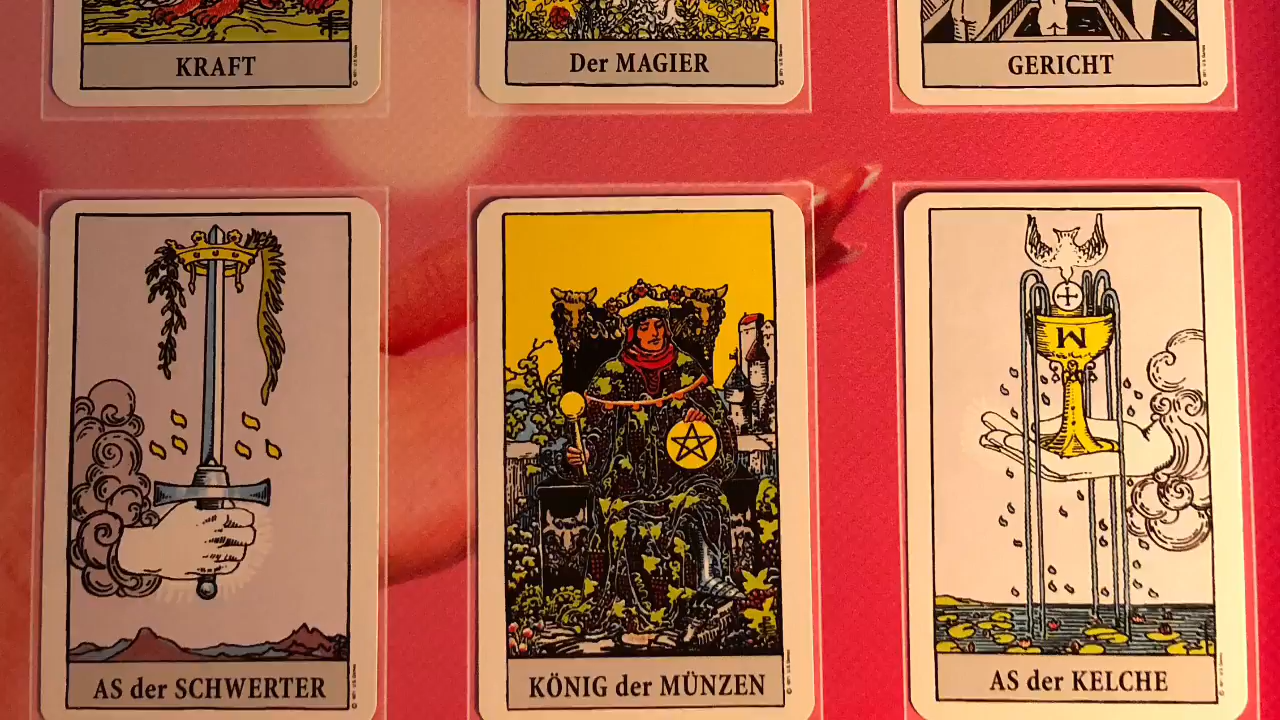 KRAFT
Der MAGIER
GERICHT
AS der SCHWERTER
KÖNIG der MÜNZEN
AS der KELCHE